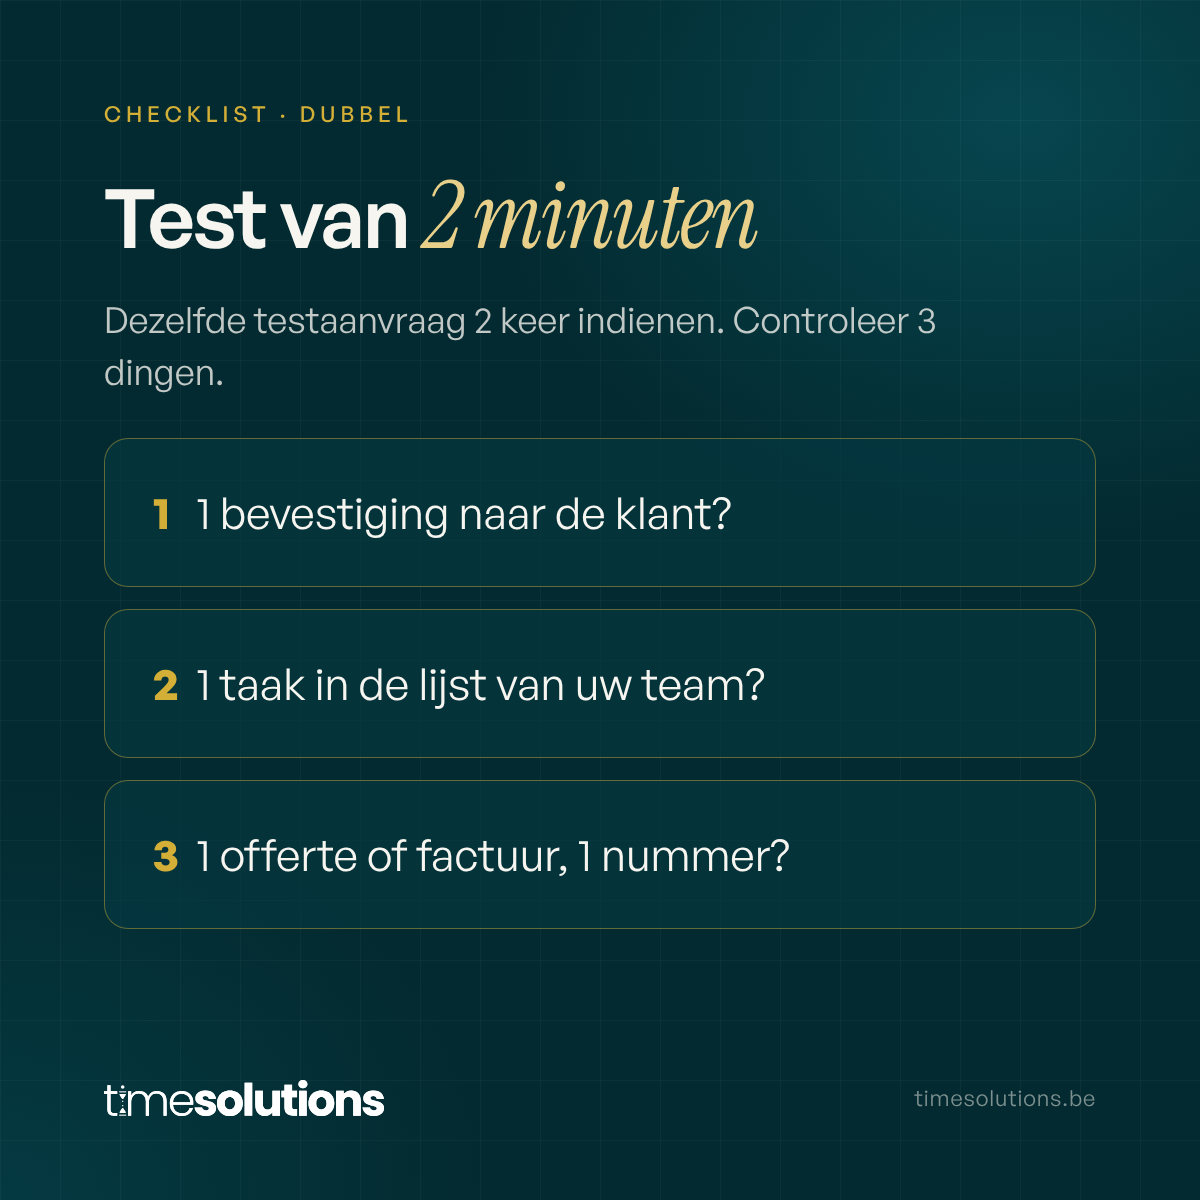 CHECKLIST · DUBBEL
Test van 2 minuten
Dezelfde testaanvraag 2 keer indienen. Controleer 3
dingen.
1 1 bevestiging naar de klant?
2 1 taak in de lijst van uw team?
3 1 offerte of factuur, 1 nummer?
timesolutions
timesolutions.be